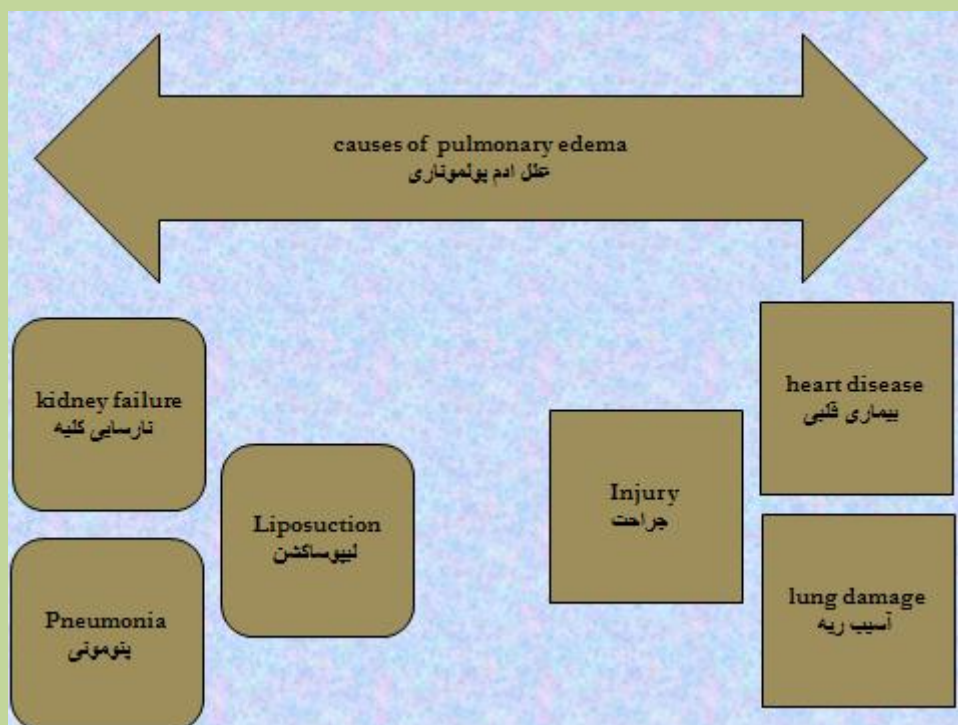 causes of pulmonary edema
علل ادم پولموناری
kidney failure
نارسایی کلیه
heart disease
بیماری قلبی
Liposuction
لیپوساکشن
Injury
جراحت
Pneumonia
پنومونی
lung damage
آسیب ریه